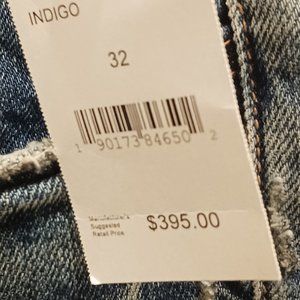 INDIGO
32
1 90173 84650 2
Manufacturer's
Suggested
Retail Price
$395.00